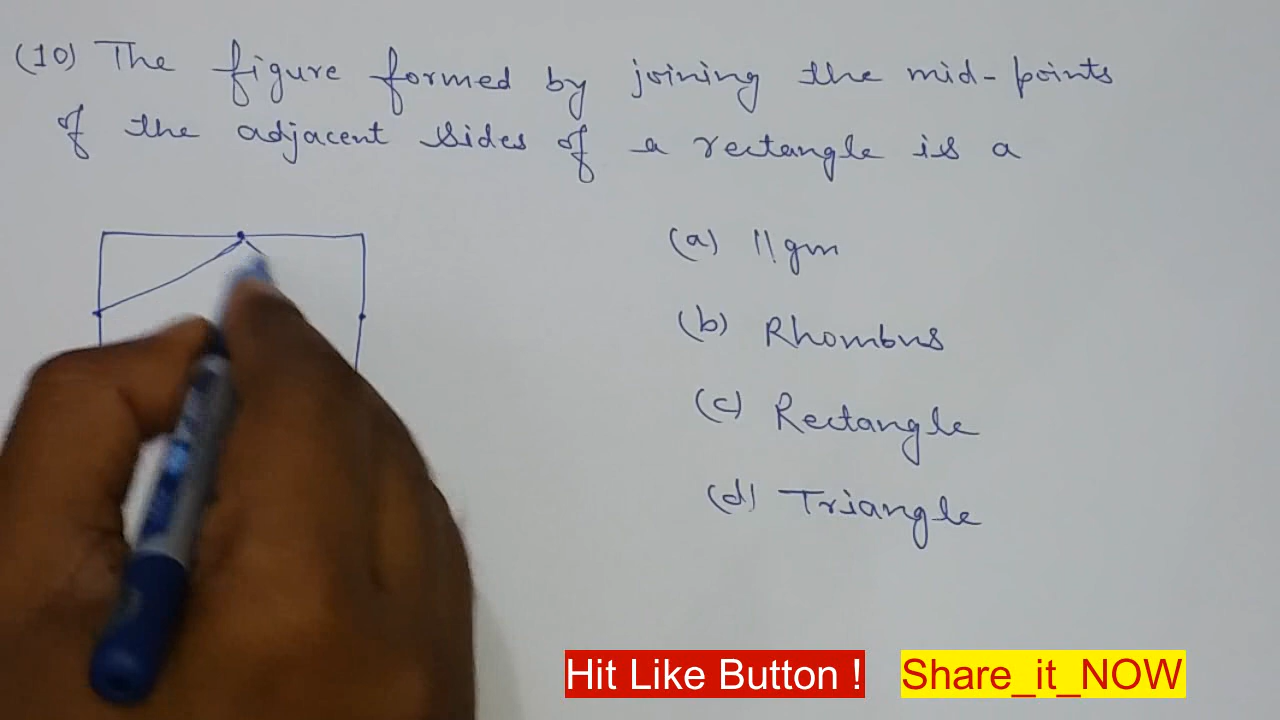 (10) The figure formed by joining the mid-points
of the adjacent sides of a rectangle is a
(a) ||gm
(b) Rhombus
(c) Rectangle
(d) Triangle
Hit Like Button ! Share_it_NOW